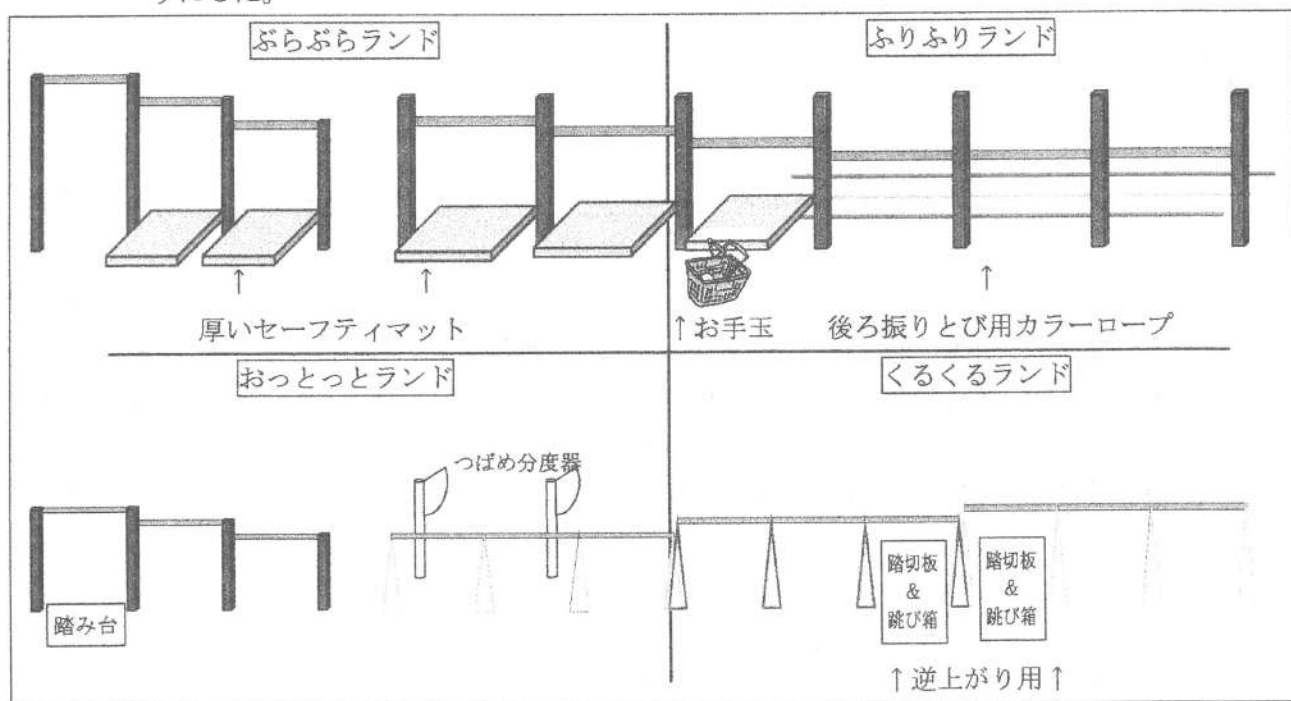 すにした。
ぶらぶらランド
ふりふりランド
↑
↑
↑
厚いセーフティマット
↑お手玉
後ろ振りとび用カラーロープ
おっとっとランド
くるくるランド
つばめ分度器
踏み台
踏切板
&
跳び箱
踏切板
&
跳び箱
↑逆上がり用↑